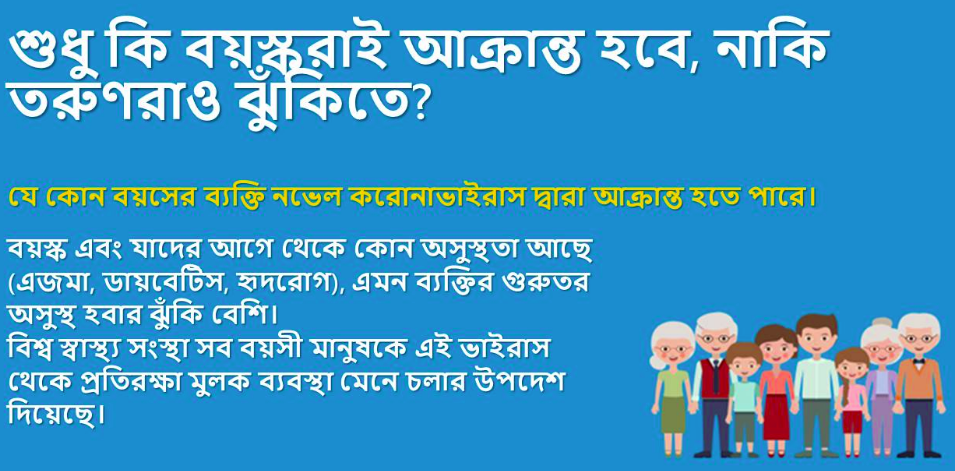 শুধু কি বয়স্করাই আক্রান্ত হবে, নাকি
তরুণরাও ঝুঁকিতে?
যে কোন বয়সের ব্যক্তি নভেল করোনাভাইরাস দ্বারা আক্রান্ত হতে পারে।
বয়স্ক এবং যাদের আগে থেকে কোন অসুস্থতা আছে
(এজমা, ডায়বেটিস, হৃদরোগ), এমন ব্যক্তির গুরুতর
অসুস্থ হবার ঝুঁকি বেশি।
বিশ্ব স্বাস্থ্য সংস্থা সব বয়সী মানুষকে এই ভাইরাস
থেকে প্রতিরক্ষা মুলক ব্যবস্থা মেনে চলার উপদেশ
দিয়েছে।